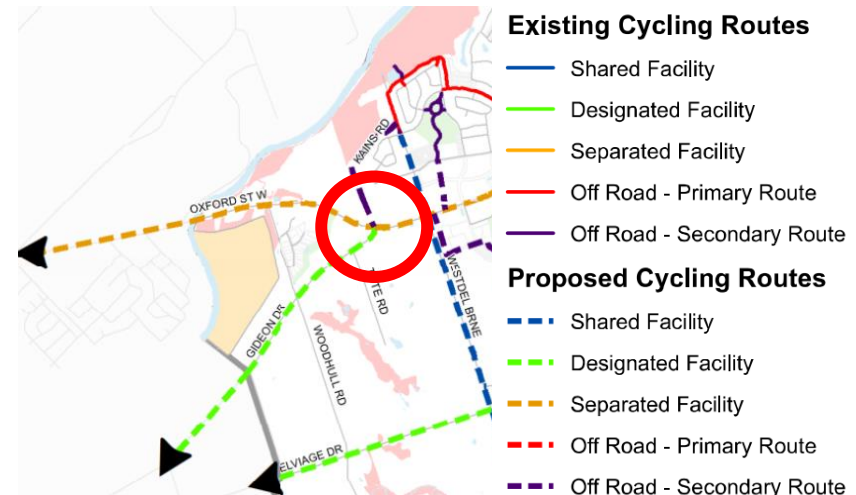 KAINS RD
OXFORD ST W
TE RD
WESTDEL BRNE
GIDEON DR
WOODHULL RD
ELVIAGE DR
Existing Cycling Routes
Shared Facility
Designated Facility
Separated Facility
Off Road - Primary Route
Off Road - Secondary Route
Proposed Cycling Routes
Shared Facility
Designated Facility
Separated Facility
Off Road - Primary Route
Off Road - Secondary Route